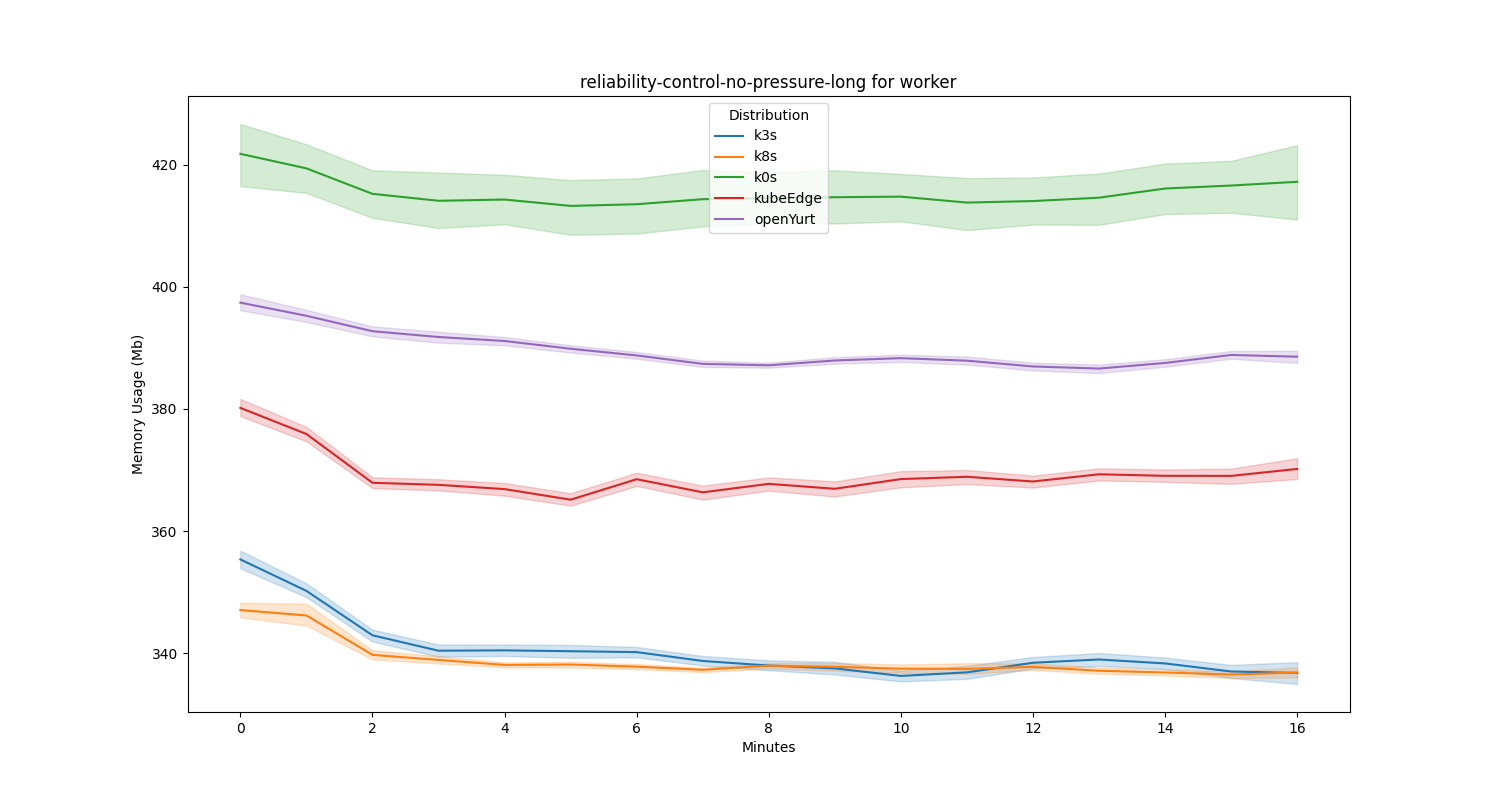 reliability-control-no-pressure-long for worker
Distribution
k3s
k8s
k0s
kubeEdge
openYurt
Memory Usage (Mb)
420
400
380
360
340
0 2 4 6 8 10 12 14 16
Minutes